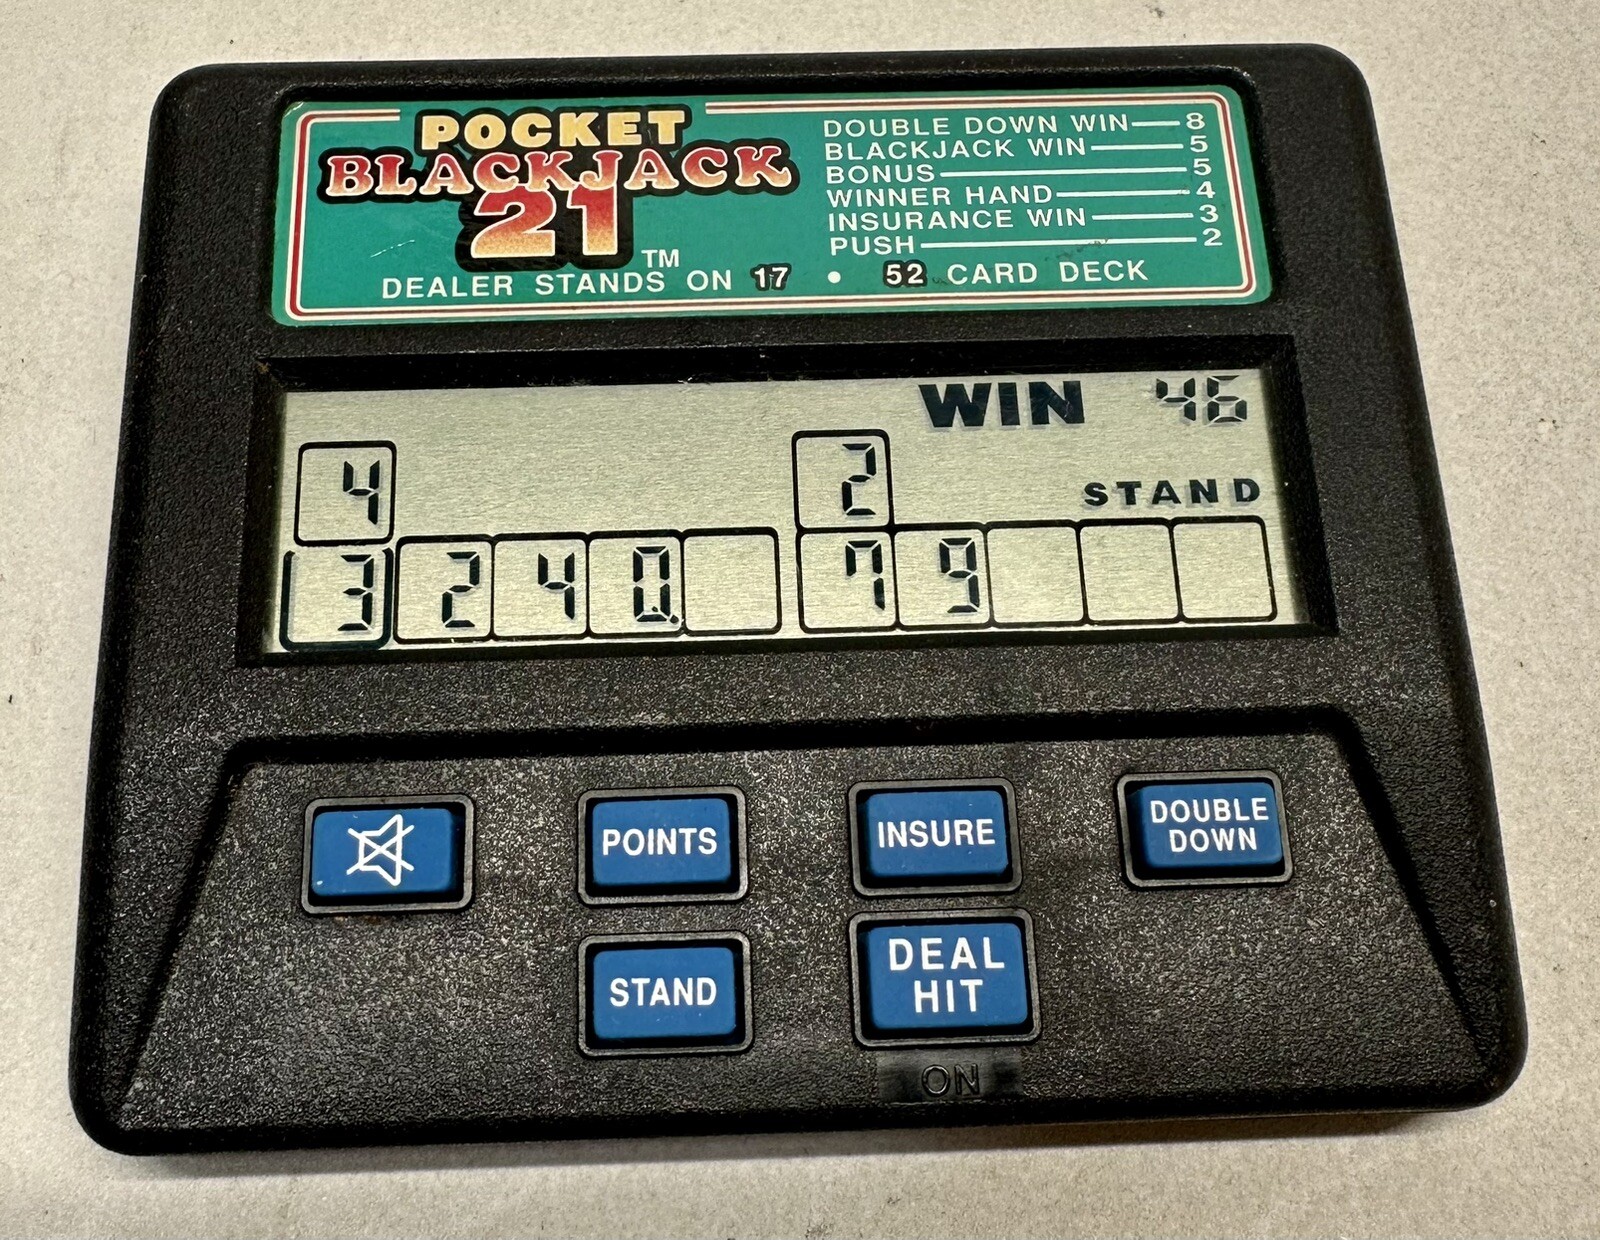 POCKET
BLACKJACK
21 TM
DOUBLE DOWN WIN 8
BLACKJACK WIN 5
BONUS 5
WINNER HAND 4
INSURANCE WIN 3
PUSH 2
DEALER STANDS ON 17 • 52 CARD DECK
WIN 46
4 2
STAND
3 2 4 Q 7 9
POINTS
INSURE
DOUBLE
DOWN
STAND
DEAL
HIT
ON